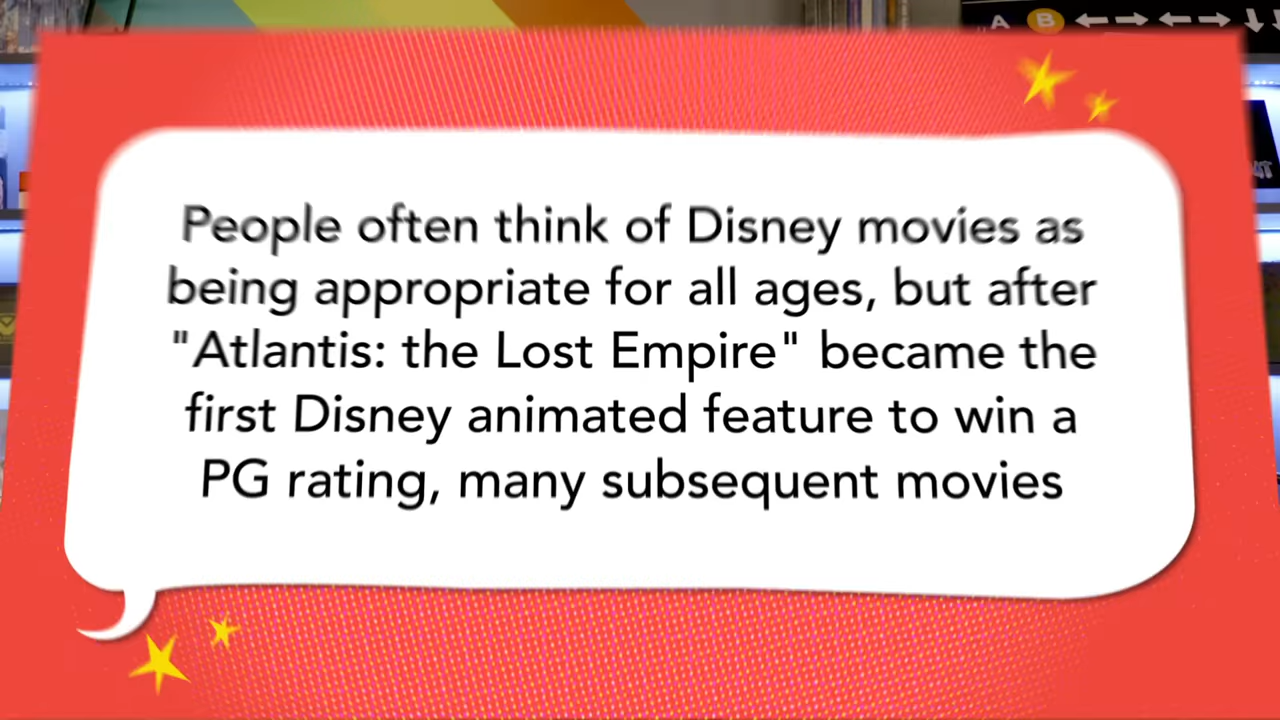 A B
People often think of Disney movies as
being appropriate for all ages, but after
"Atlantis: the Lost Empire" became the
first Disney animated feature to win a
PG rating, many subsequent movies